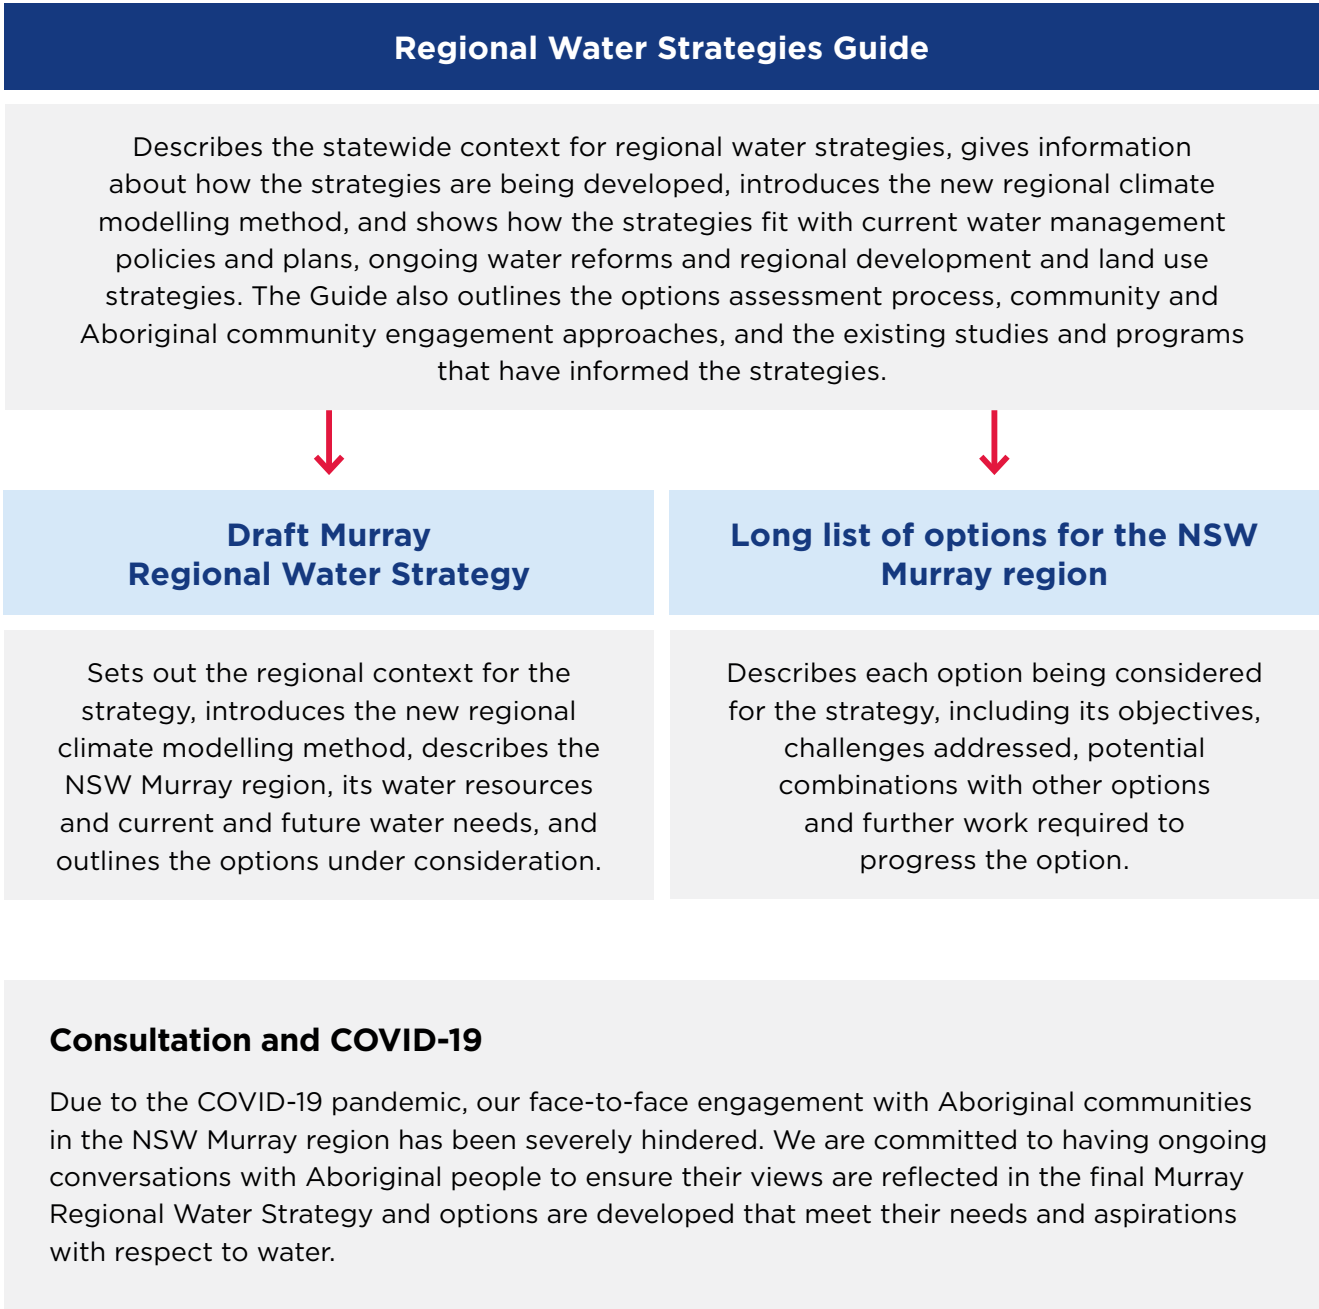 Regional Water Strategies Guide
Describes the statewide context for regional water strategies, gives information
about how the strategies are being developed, introduces the new regional climate
modelling method, and shows how the strategies fit with current water management
policies and plans, ongoing water reforms and regional development and land use
strategies. The Guide also outlines the options assessment process, community and
Aboriginal community engagement approaches, and the existing studies and programs
that have informed the strategies.
Draft Murray
Regional Water Strategy
Sets out the regional context for the
strategy, introduces the new regional
climate modelling method, describes the
NSW Murray region, its water resources
and current and future water needs, and
outlines the options under consideration.
Long list of options for the NSW
Murray region
Describes each option being considered
for the strategy, including its objectives,
challenges addressed, potential
combinations with other options
and further work required to
progress the option.
Consultation and COVID-19
Due to the COVID-19 pandemic, our face-to-face engagement with Aboriginal communities
in the NSW Murray region has been severely hindered. We are committed to having ongoing
conversations with Aboriginal people to ensure their views are reflected in the final Murray
Regional Water Strategy and options are developed that meet their needs and aspirations
with respect to water.